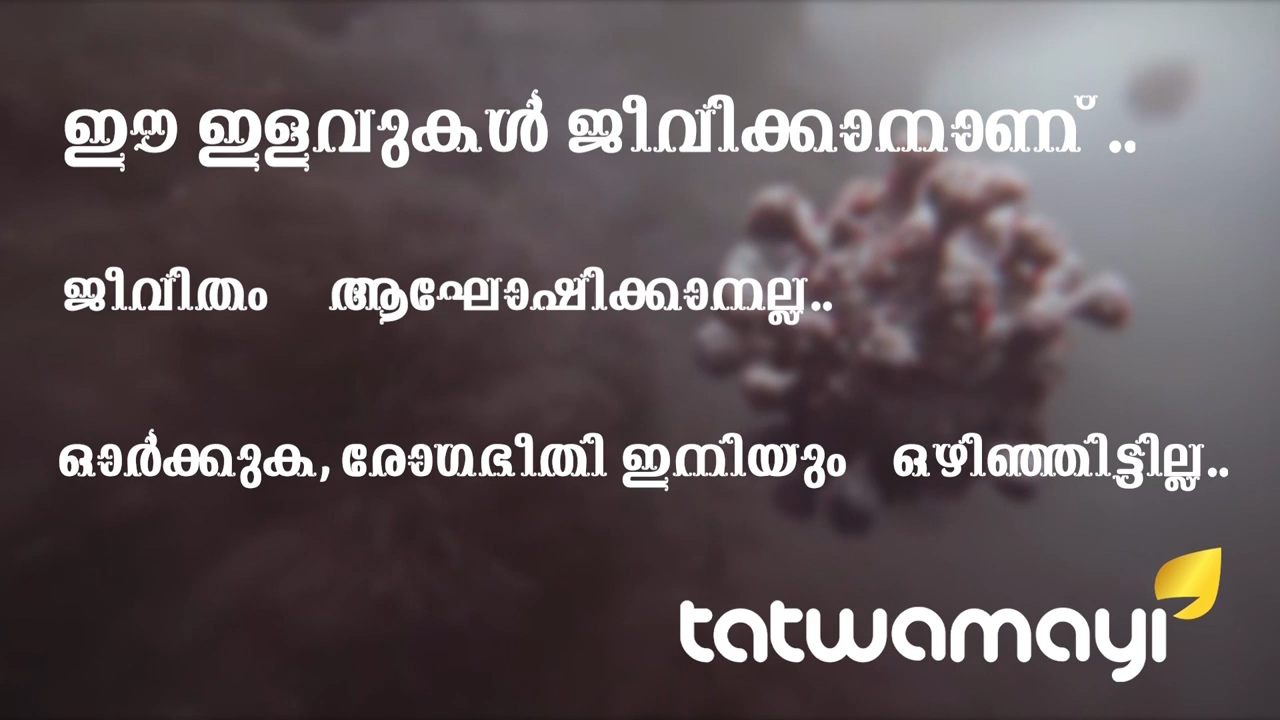 ഈ ഇളവുകൾ ജീവിക്കാനാണ് ..
ജീവിതം ആഘോഷിക്കാനല്ല..
ഓർക്കുക, രോഗഭീതി ഇനിയും ഒഴിഞ്ഞിട്ടില്ല..
tatwamayi